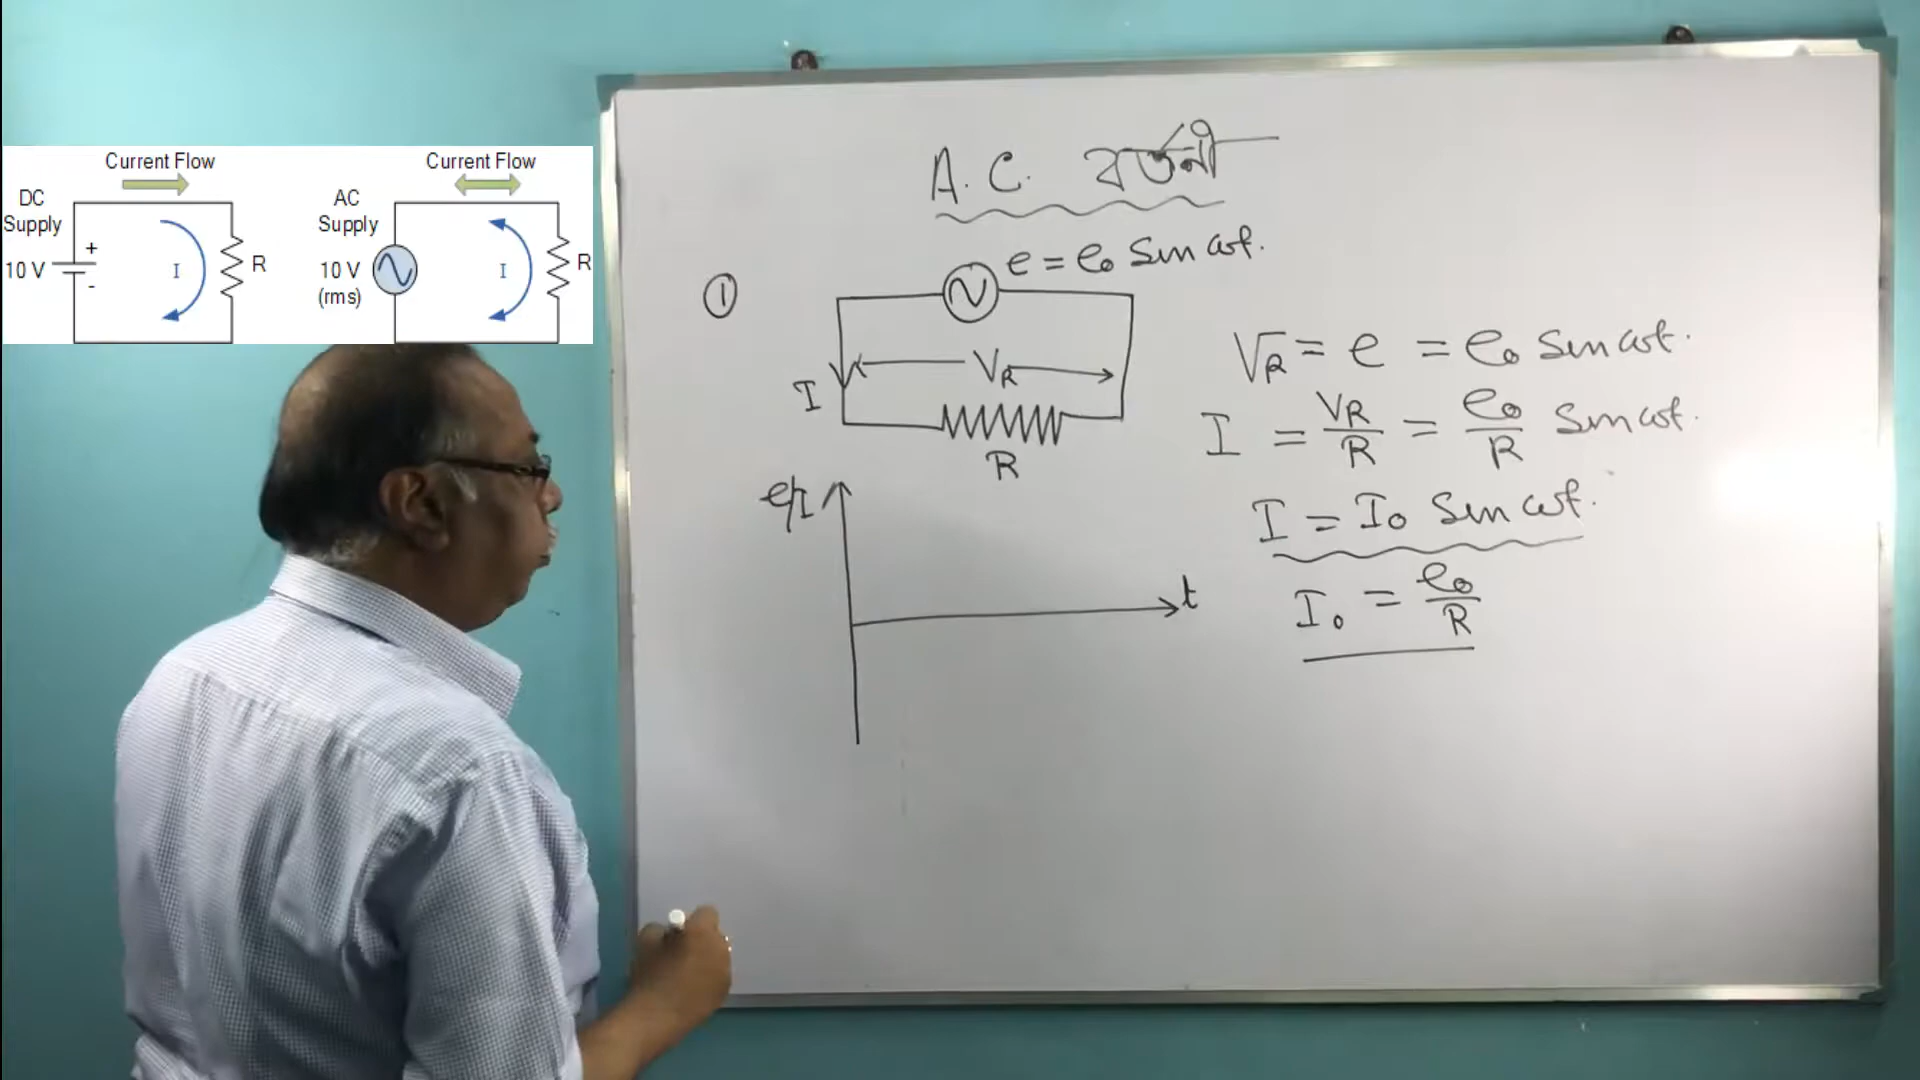 Current Flow
DC
Supply
10 V
+
-
I
R
Current Flow
AC
Supply
10 V
(rms)
I
R
A. C. বর্তনী
① e = e₀ Sin ωt.
I
V_R
R
e/I
t
V_R = e = e₀ Sin ωt.
I = V_R/R = e₀/R Sin ωt.
I = I₀ Sin ωt.
I₀ = e₀/R